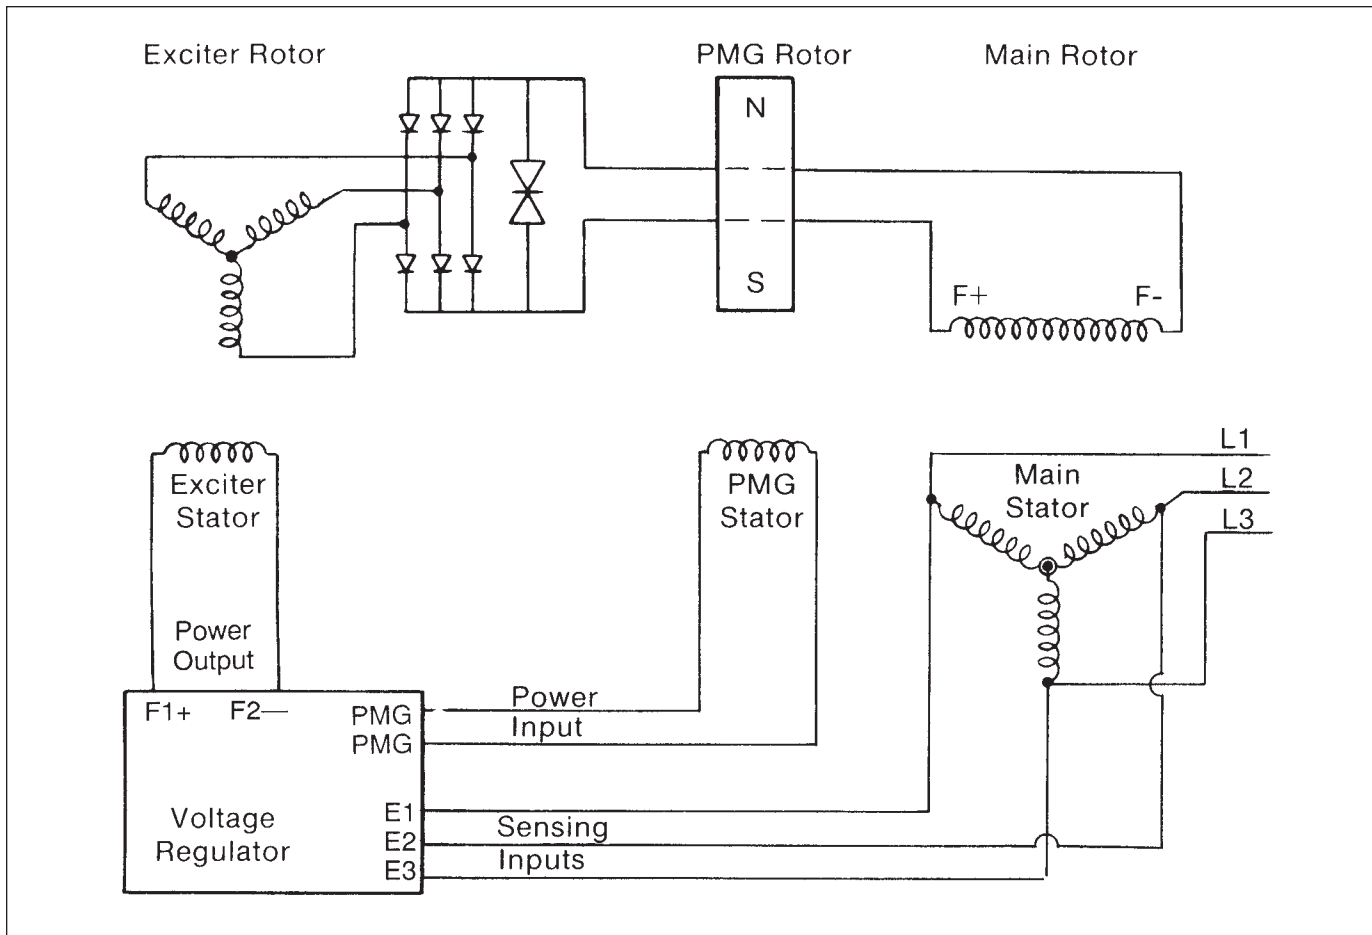 Exciter Rotor
PMG Rotor
Main Rotor
N
S
F+
F-
Exciter
Stator
PMG
Stator
Main
Stator
L1
L2
L3
Power
Output
F1+
F2—
PMG
PMG
Power
Input
Voltage
Regulator
E1
E2
E3
Sensing
Inputs